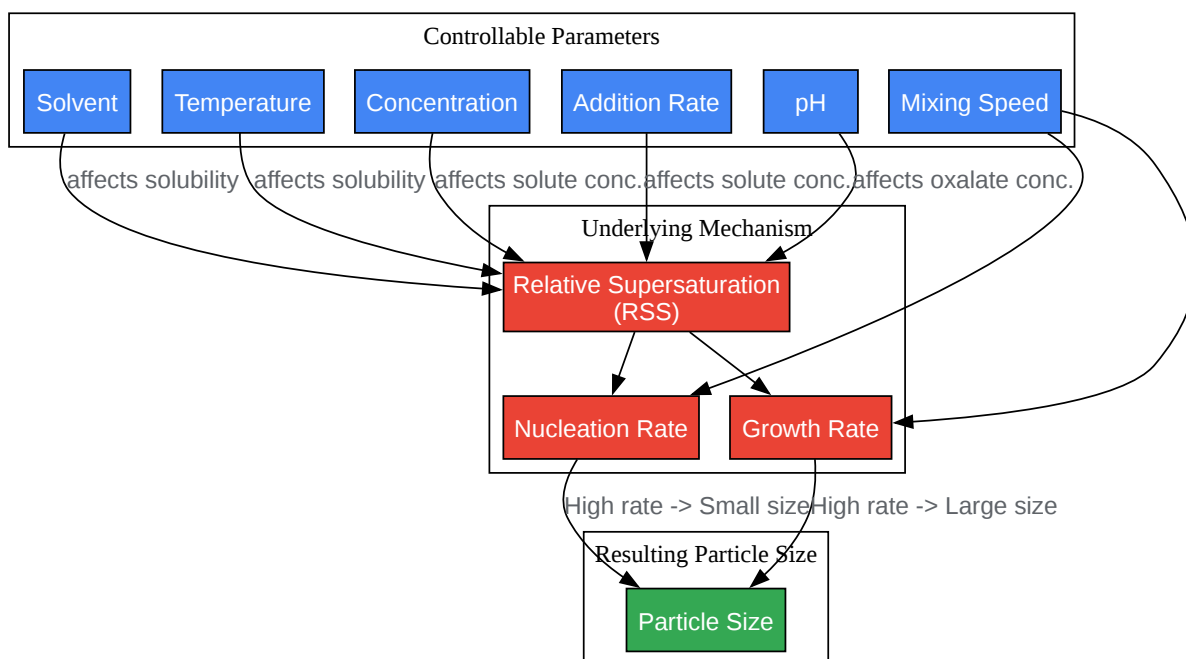 Controllable Parameters
Solvent
Temperature
Concentration
Addition Rate
pH
Mixing Speed
affects solubility
affects solubility
affects solute conc.
affects solute conc.
affects oxalate conc.
Underlying Mechanism
Relative Supersaturation
(RSS)
Nucleation Rate
Growth Rate
High rate -> Small size
High rate -> Large size
Resulting Particle Size
Particle Size